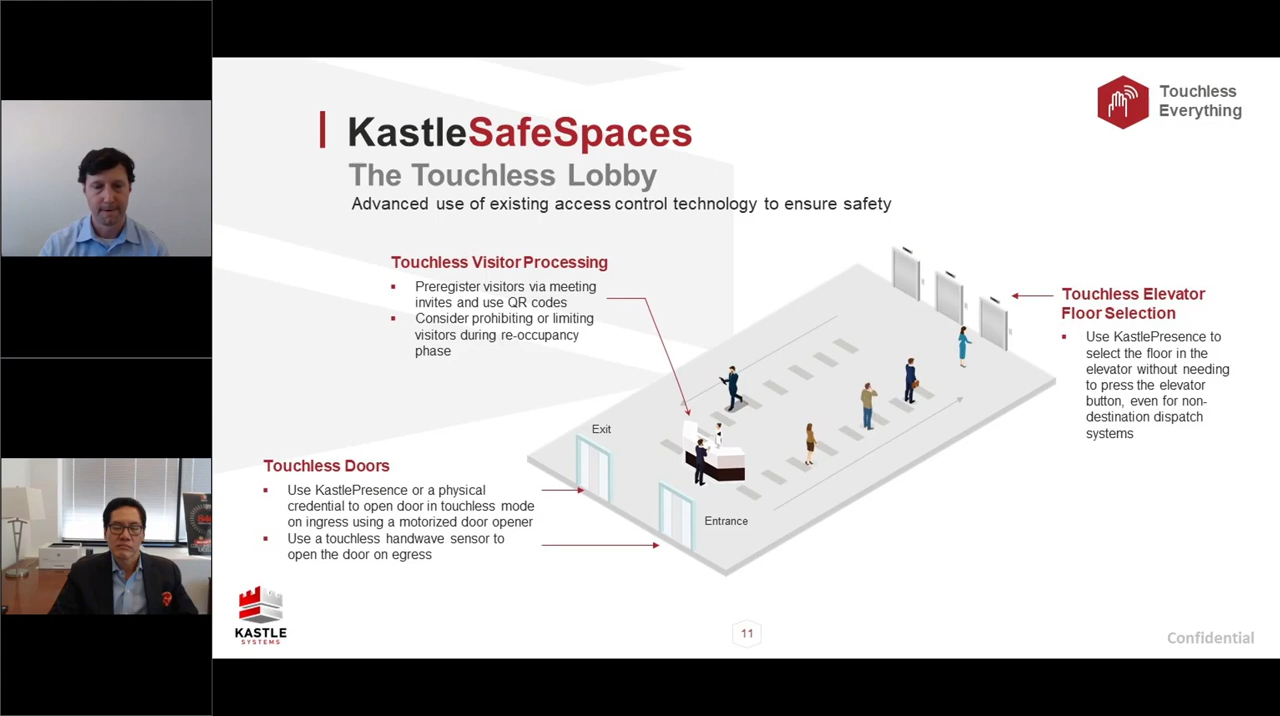 Touchless
Everything
KastleSafeSpaces
The Touchless Lobby
Advanced use of existing access control technology to ensure safety
Touchless Visitor Processing
Preregister visitors via meeting
invites and use QR codes
Consider prohibiting or limiting
visitors during re-occupancy
phase
Touchless Elevator
Floor Selection
Use KastlePresence to
select the floor in the
elevator without needing
to press the elevator
button, even for non-
destination dispatch
systems
Exit
Entrance
Touchless Doors
Use KastlePresence or a physical
credential to open door in touchless mode
on ingress using a motorized door opener
Use a touchless handwave sensor to
open the door on egress
KASTLE
SYSTEMS
11
Confidential